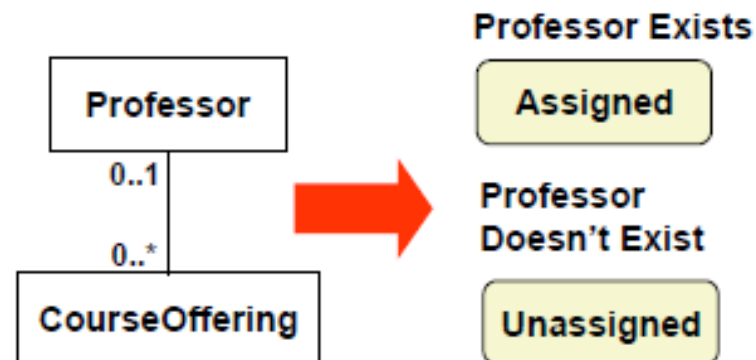 Professor
0..1
0..*
CourseOffering
Professor Exists
Assigned
Professor
Doesn't Exist
Unassigned